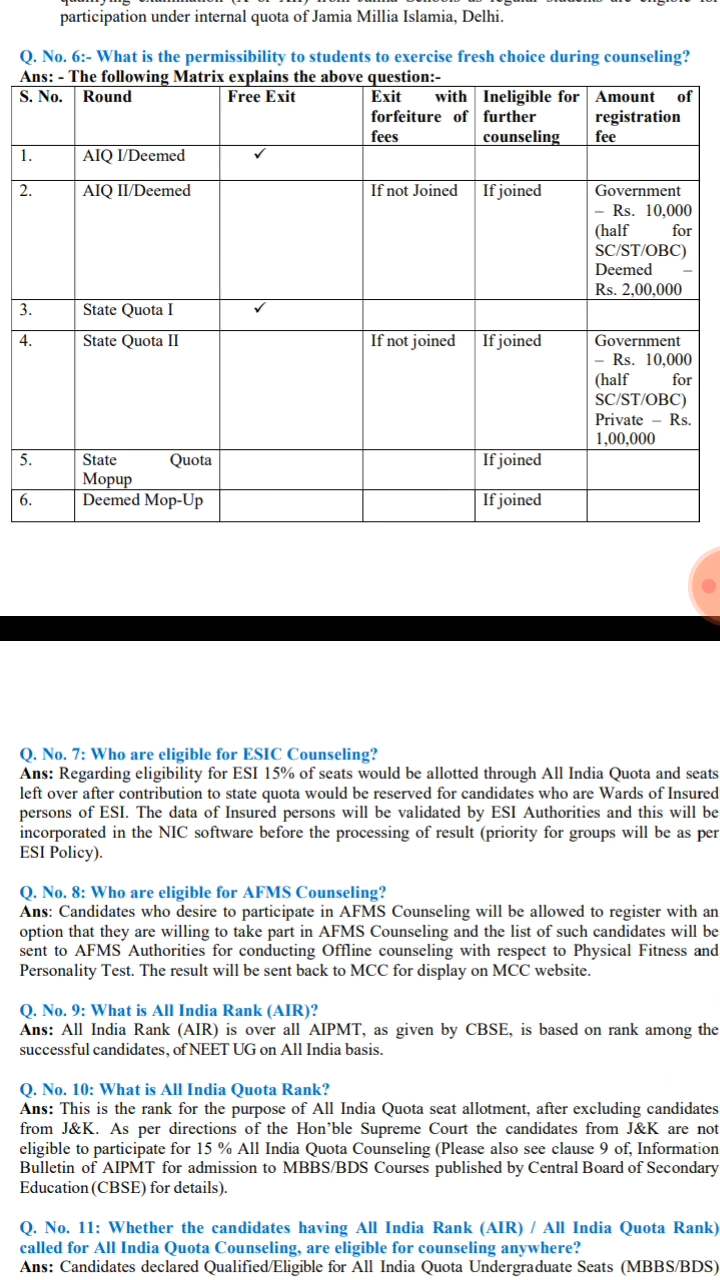 participation under internal quota of Jamia Millia Islamia, Delhi.
Q. No. 6:- What is the permissibility to students to exercise fresh choice during counseling?
Ans: - The following Matrix explains the above question:-
S. No. Round Free Exit Exit with forfeiture of fees Ineligible for further counseling Amount of registration fee
1. AIQ I/Deemed ✓
2. AIQ II/Deemed If not Joined If joined Government – Rs. 10,000 (half for SC/ST/OBC) Deemed – Rs. 2,00,000
3. State Quota I ✓
4. State Quota II If not joined If joined Government – Rs. 10,000 (half for SC/ST/OBC) Private – Rs. 1,00,000
5. State Quota Mopup If joined
6. Deemed Mop-Up If joined
Q. No. 7: Who are eligible for ESIC Counseling?
Ans: Regarding eligibility for ESI 15% of seats would be allotted through All India Quota and seats
left over after contribution to state quota would be reserved for candidates who are Wards of Insured
persons of ESI. The data of Insured persons will be validated by ESI Authorities and this will be
incorporated in the NIC software before the processing of result (priority for groups will be as per
ESI Policy).
Q. No. 8: Who are eligible for AFMS Counseling?
Ans: Candidates who desire to participate in AFMS Counseling will be allowed to register with an
option that they are willing to take part in AFMS Counseling and the list of such candidates will be
sent to AFMS Authorities for conducting Offline counseling with respect to Physical Fitness and
Personality Test. The result will be sent back to MCC for display on MCC website.
Q. No. 9: What is All India Rank (AIR)?
Ans: All India Rank (AIR) is over all AIPMT, as given by CBSE, is based on rank among the
successful candidates, of NEET UG on All India basis.
Q. No. 10: What is All India Quota Rank?
Ans: This is the rank for the purpose of All India Quota seat allotment, after excluding candidates
from J&K. As per directions of the Hon’ble Supreme Court the candidates from J&K are not
eligible to participate for 15 % All India Quota Counseling (Please also see clause 9 of, Information
Bulletin of AIPMT for admission to MBBS/BDS Courses published by Central Board of Secondary
Education (CBSE) for details).
Q. No. 11: Whether the candidates having All India Rank (AIR) / All India Quota Rank)
called for All India Quota Counseling, are eligible for counseling anywhere?
Ans: Candidates declared Qualified/Eligible for All India Quota Undergraduate Seats (MBBS/BDS)